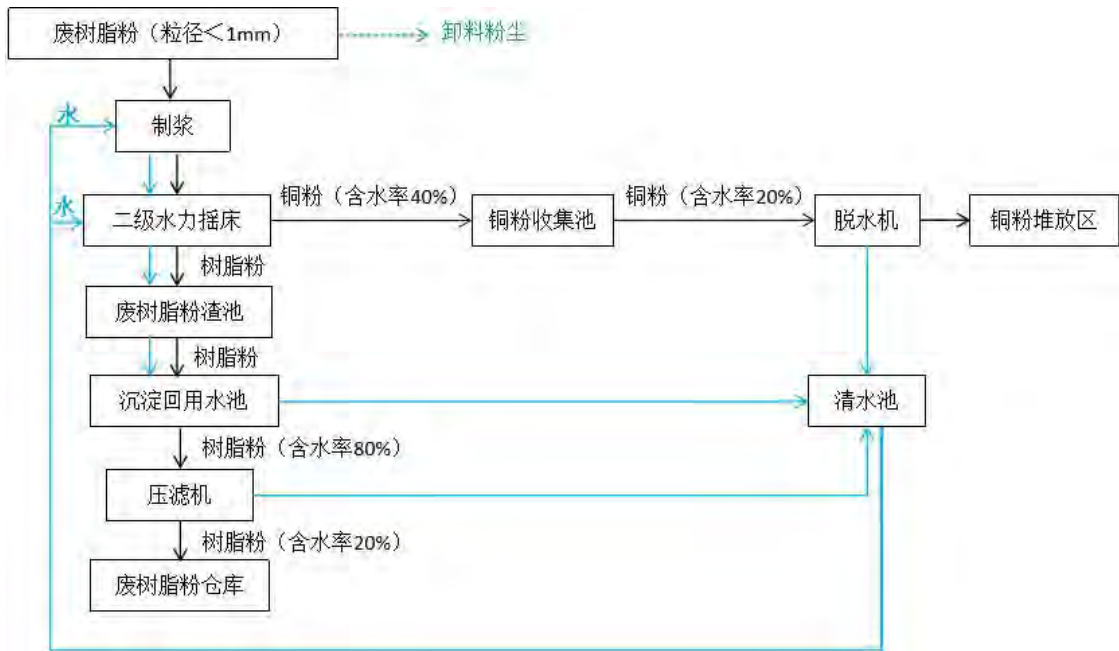 废树脂粉（粒径＜1mm）
卸料粉尘
水
制浆
水
二级水力摇床
铜粉（含水率40%）
铜粉收集池
铜粉（含水率20%）
脱水机
铜粉堆放区
树脂粉
废树脂粉渣池
树脂粉
沉淀回用水池
清水池
树脂粉（含水率80%）
压滤机
树脂粉（含水率20%）
废树脂粉仓库